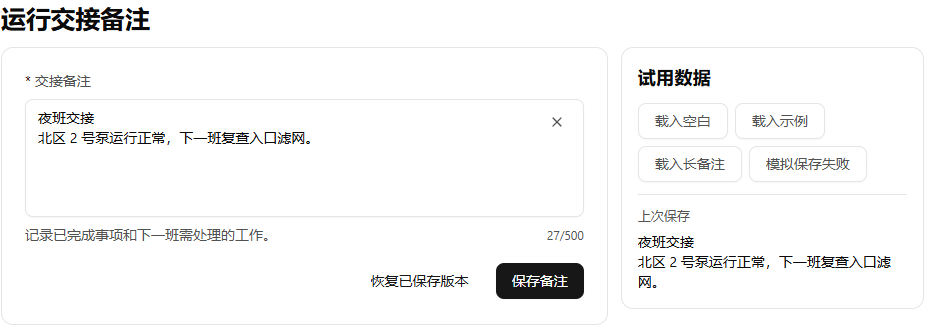 运行交接备注
* 交接备注
夜班交接
北区 2 号泵运行正常，下一班复查入口滤网。
记录已完成事项和下一班需处理的工作。
27/500
恢复已保存版本
保存备注
试用数据
载入空白
载入示例
载入长备注
模拟保存失败
上次保存
夜班交接
北区 2 号泵运行正常，下一班复查入口滤
网。